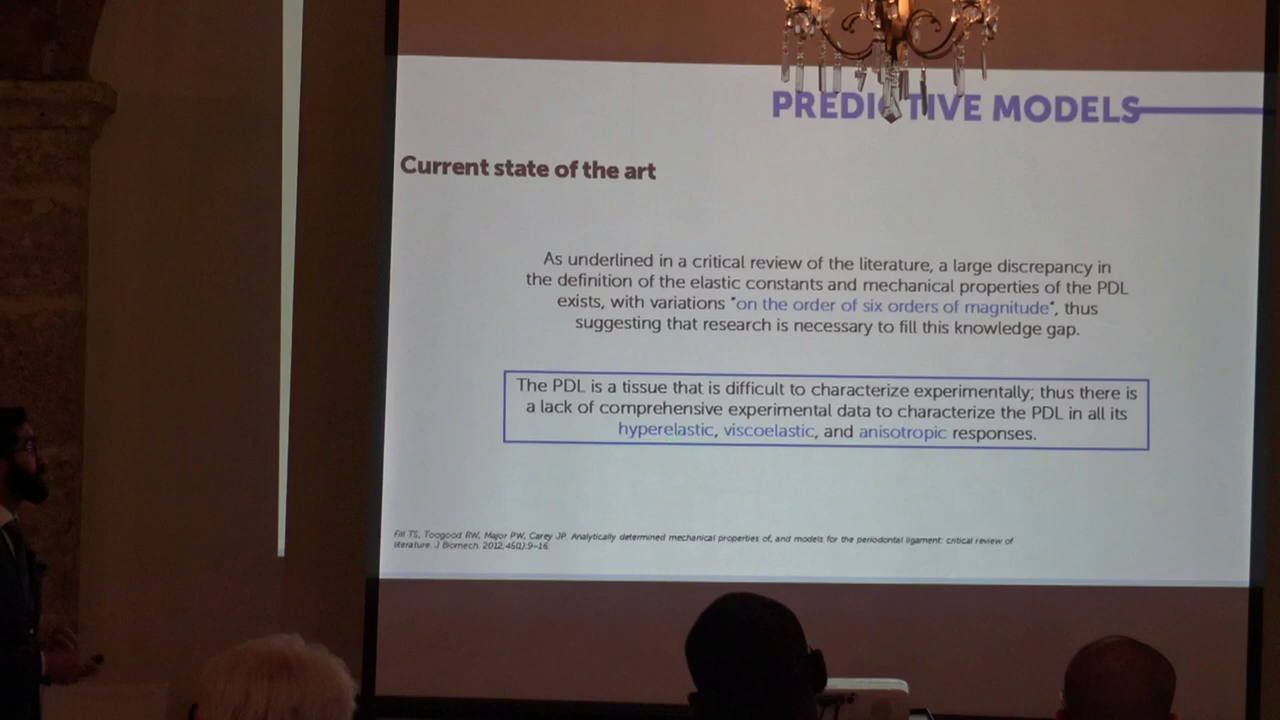 PREDICTIVE MODELS
Current state of the art
As underlined in a critical review of the literature, a large discrepancy in
the definition of the elastic constants and mechanical properties of the PDL
exists, with variations "on the order of six orders of magnitude", thus
suggesting that research is necessary to fill this knowledge gap.
The PDL is a tissue that is difficult to characterize experimentally; thus there is
a lack of comprehensive experimental data to characterize the PDL in all its
hyperelastic, viscoelastic, and anisotropic responses.
Fill TS, Toogood RW, Major PW, Carey JP. Analytically determined mechanical properties of, and models for the periodontal ligament: critical review of
literature. J Biomech. 2012;45(1):9-16.